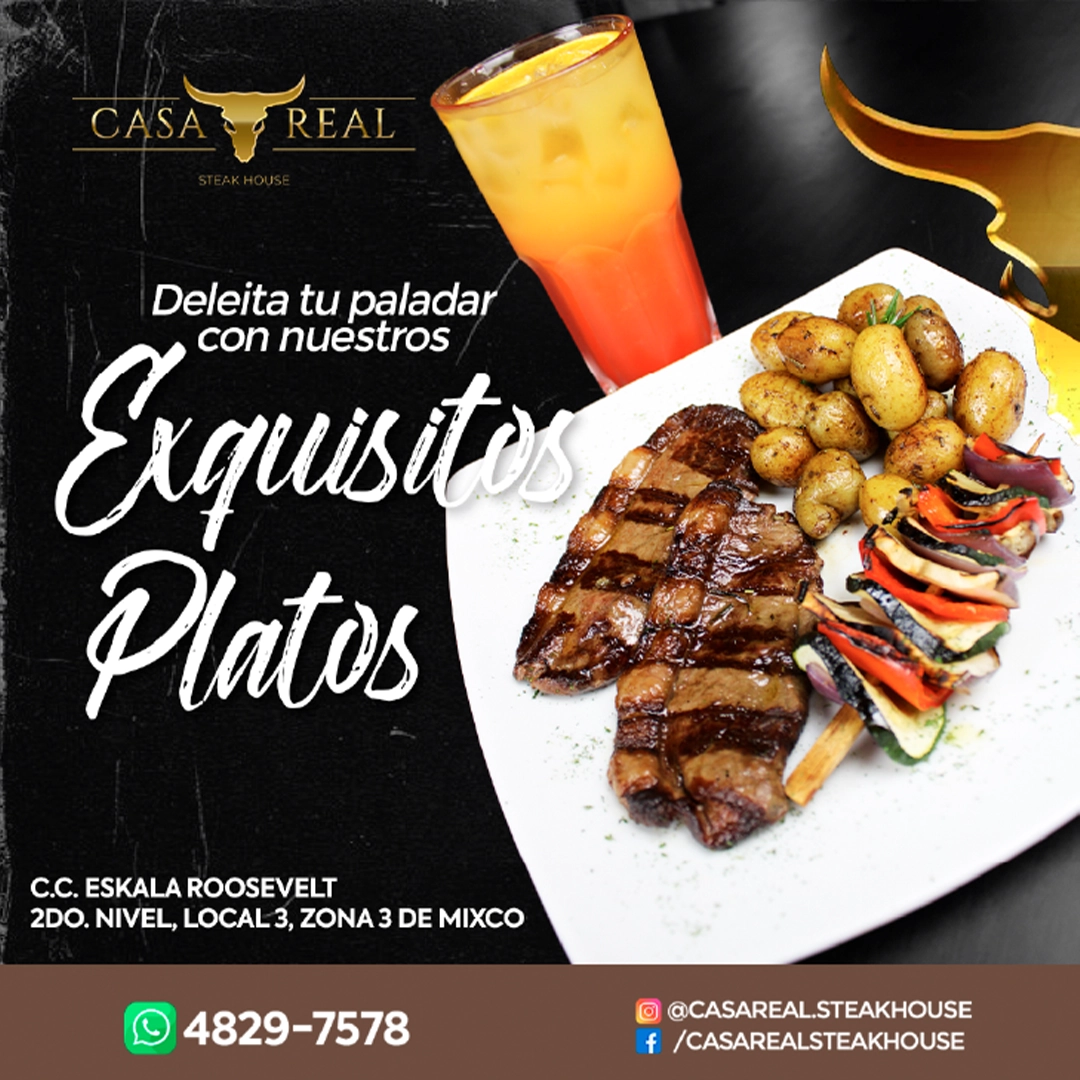 CASA REAL
STEAK HOUSE
Deleita tu paladar
con nuestros
Exquisitos
Platos
C.C. ESKALA ROOSEVELT
2DO. NIVEL, LOCAL 3, ZONA 3 DE MIXCO
4829-7578
@CASAREAL.STEAKHOUSE
/CASAREALSTEAKHOUSE